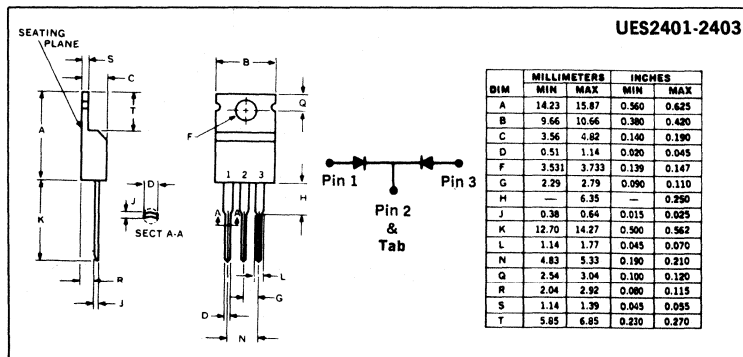 UES2401-2403
SEATING
PLANE
S
C
B
Q
T
A
F
1 2 3
D
J
K
H
A A
SECT A-A
L
R
G
J
D
N
Pin 1
Pin 3
Pin 2
&
Tab
MILLIMETERS INCHES
DIM MIN MAX MIN MAX
A 14.23 15.87 0.560 0.625
B 9.66 10.66 0.380 0.420
C 3.56 4.82 0.140 0.190
D 0.51 1.14 0.020 0.045
F 3.531 3.733 0.139 0.147
G 2.29 2.79 0.090 0.110
H — 6.35 — 0.250
J 0.38 0.64 0.015 0.025
K 12.70 14.27 0.500 0.562
L 1.14 1.77 0.045 0.070
N 4.83 5.33 0.190 0.210
Q 2.54 3.04 0.100 0.120
R 2.04 2.92 0.080 0.115
S 1.14 1.39 0.045 0.055
T 5.85 6.85 0.230 0.270